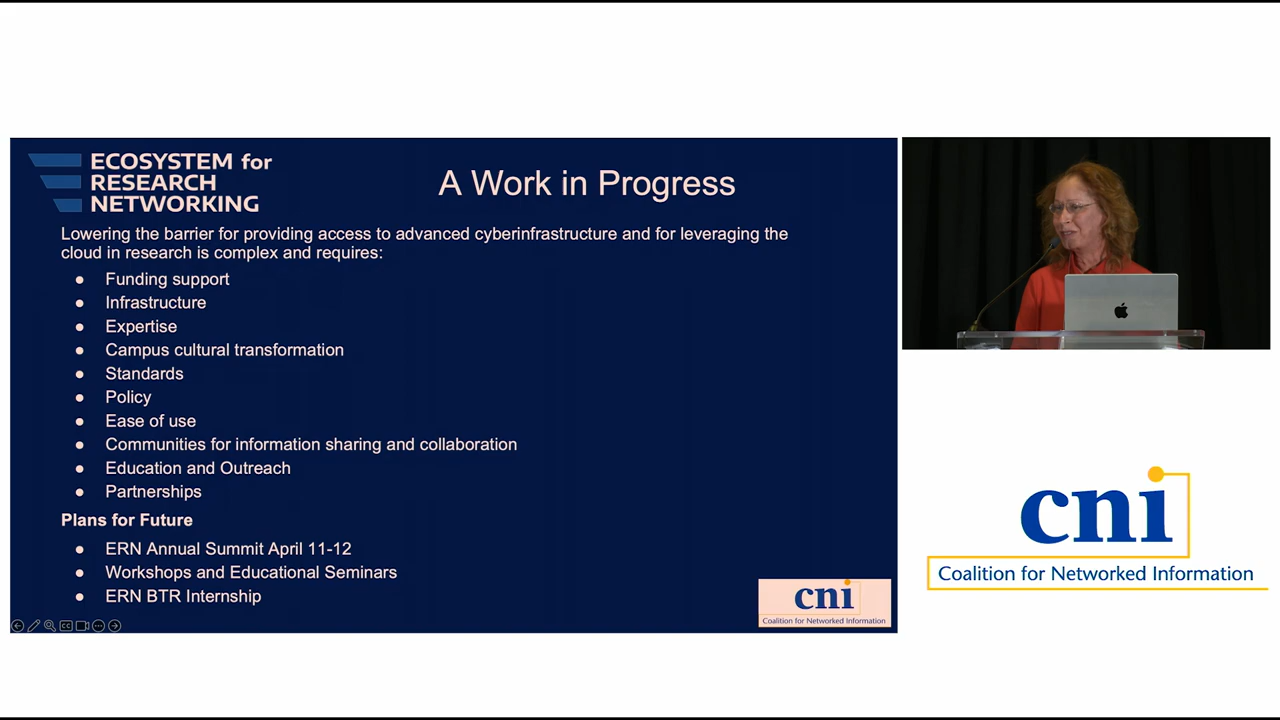 ECOSYSTEM for
RESEARCH
NETWORKING
A Work in Progress
Lowering the barrier for providing access to advanced cyberinfrastructure and for leveraging the
cloud in research is complex and requires:
● Funding support
● Infrastructure
● Expertise
● Campus cultural transformation
● Standards
● Policy
● Ease of use
● Communities for information sharing and collaboration
● Education and Outreach
● Partnerships
Plans for Future
● ERN Annual Summit April 11-12
● Workshops and Educational Seminars
● ERN BTR Internship
cni
Coalition for Networked Information
CC
cni
Coalition for Networked Information